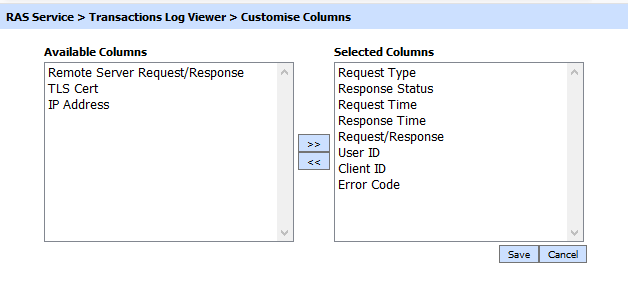 RAS Service > Transactions Log Viewer > Customise Columns
Available Columns
Remote Server Request/Response
TLS Cert
IP Address
>>
<<
Selected Columns
Request Type
Response Status
Request Time
Response Time
Request/Response
User ID
Client ID
Error Code
Save Cancel